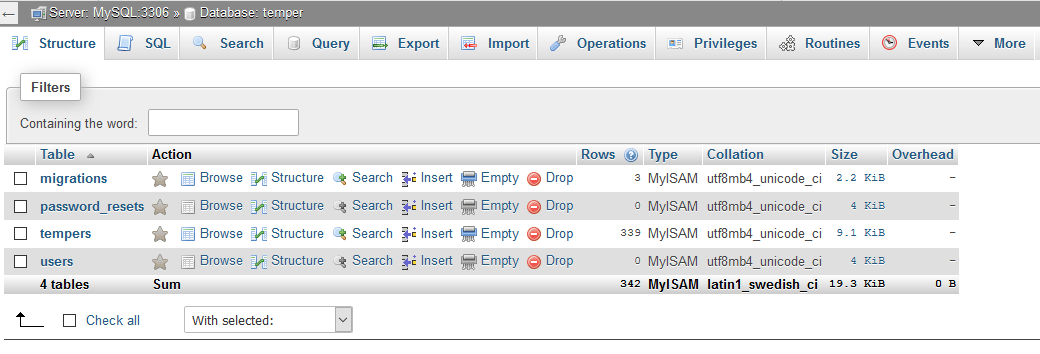 ← Server: MySQL:3306 » Database: temper
Structure SQL Search Query Export Import Operations Privileges Routines Events More
Filters
Containing the word:
Table Action Rows Type Collation Size Overhead
migrations Browse Structure Search Insert Empty Drop 3 MyISAM utf8mb4_unicode_ci 2.2 KiB –
password_resets Browse Structure Search Insert Empty Drop 0 MyISAM utf8mb4_unicode_ci 4 KiB –
tempers Browse Structure Search Insert Empty Drop 339 MyISAM utf8mb4_unicode_ci 9.1 KiB –
users Browse Structure Search Insert Empty Drop 0 MyISAM utf8mb4_unicode_ci 4 KiB –
4 tables Sum 342 MyISAM latin1_swedish_ci 19.3 KiB 0 B
Check all With selected: